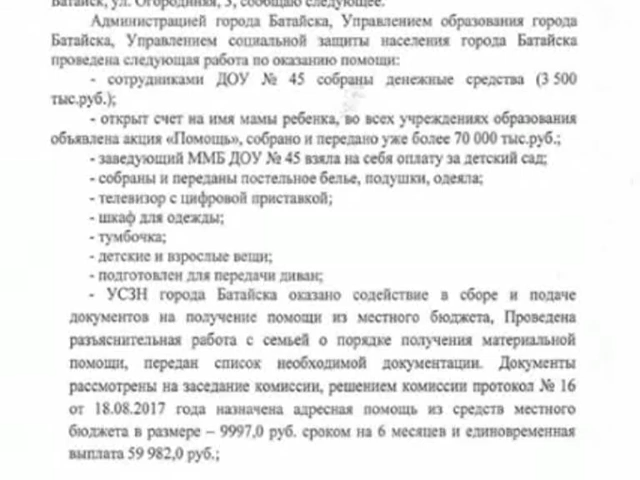 Батайск, ул. Огородняя, 3, сообщаю следующее.
Администрацией города Батайска, Управлением образования города
Батайска, Управлением социальной защиты населения города Батайска
проведена следующая работа по оказанию помощи:
- сотрудниками ДОУ № 45 собраны денежные средства (3 500
тыс.руб.);
- открыт счет на имя мамы ребенка, во всех учреждениях образования
объявлена акция «Помощь», собрано и передано уже более 70 000 тыс.руб.;
- заведующий ММБ ДОУ № 45 взяла на себя оплату за детский сад;
- собраны и переданы постельное белье, подушки, одеяла;
- телевизор с цифровой приставкой;
- шкаф для одежды;
- тумбочка;
- детские и взрослые вещи;
- подготовлен для передачи диван;
- УСЗН города Батайска оказано содействие в сборе и подаче
документов на получение помощи из местного бюджета, Проведена
разъяснительная работа с семьей о порядке получения материальной
помощи, передан список необходимой документации. Документы
рассмотрены на заседание комиссии, решением комиссии протокол № 16
от 18.08.2017 года назначена адресная помощь из средств местного
бюджета в размере – 9997,0 руб. сроком на 6 месяцев и единовременная
выплата 59 982,0 руб.;